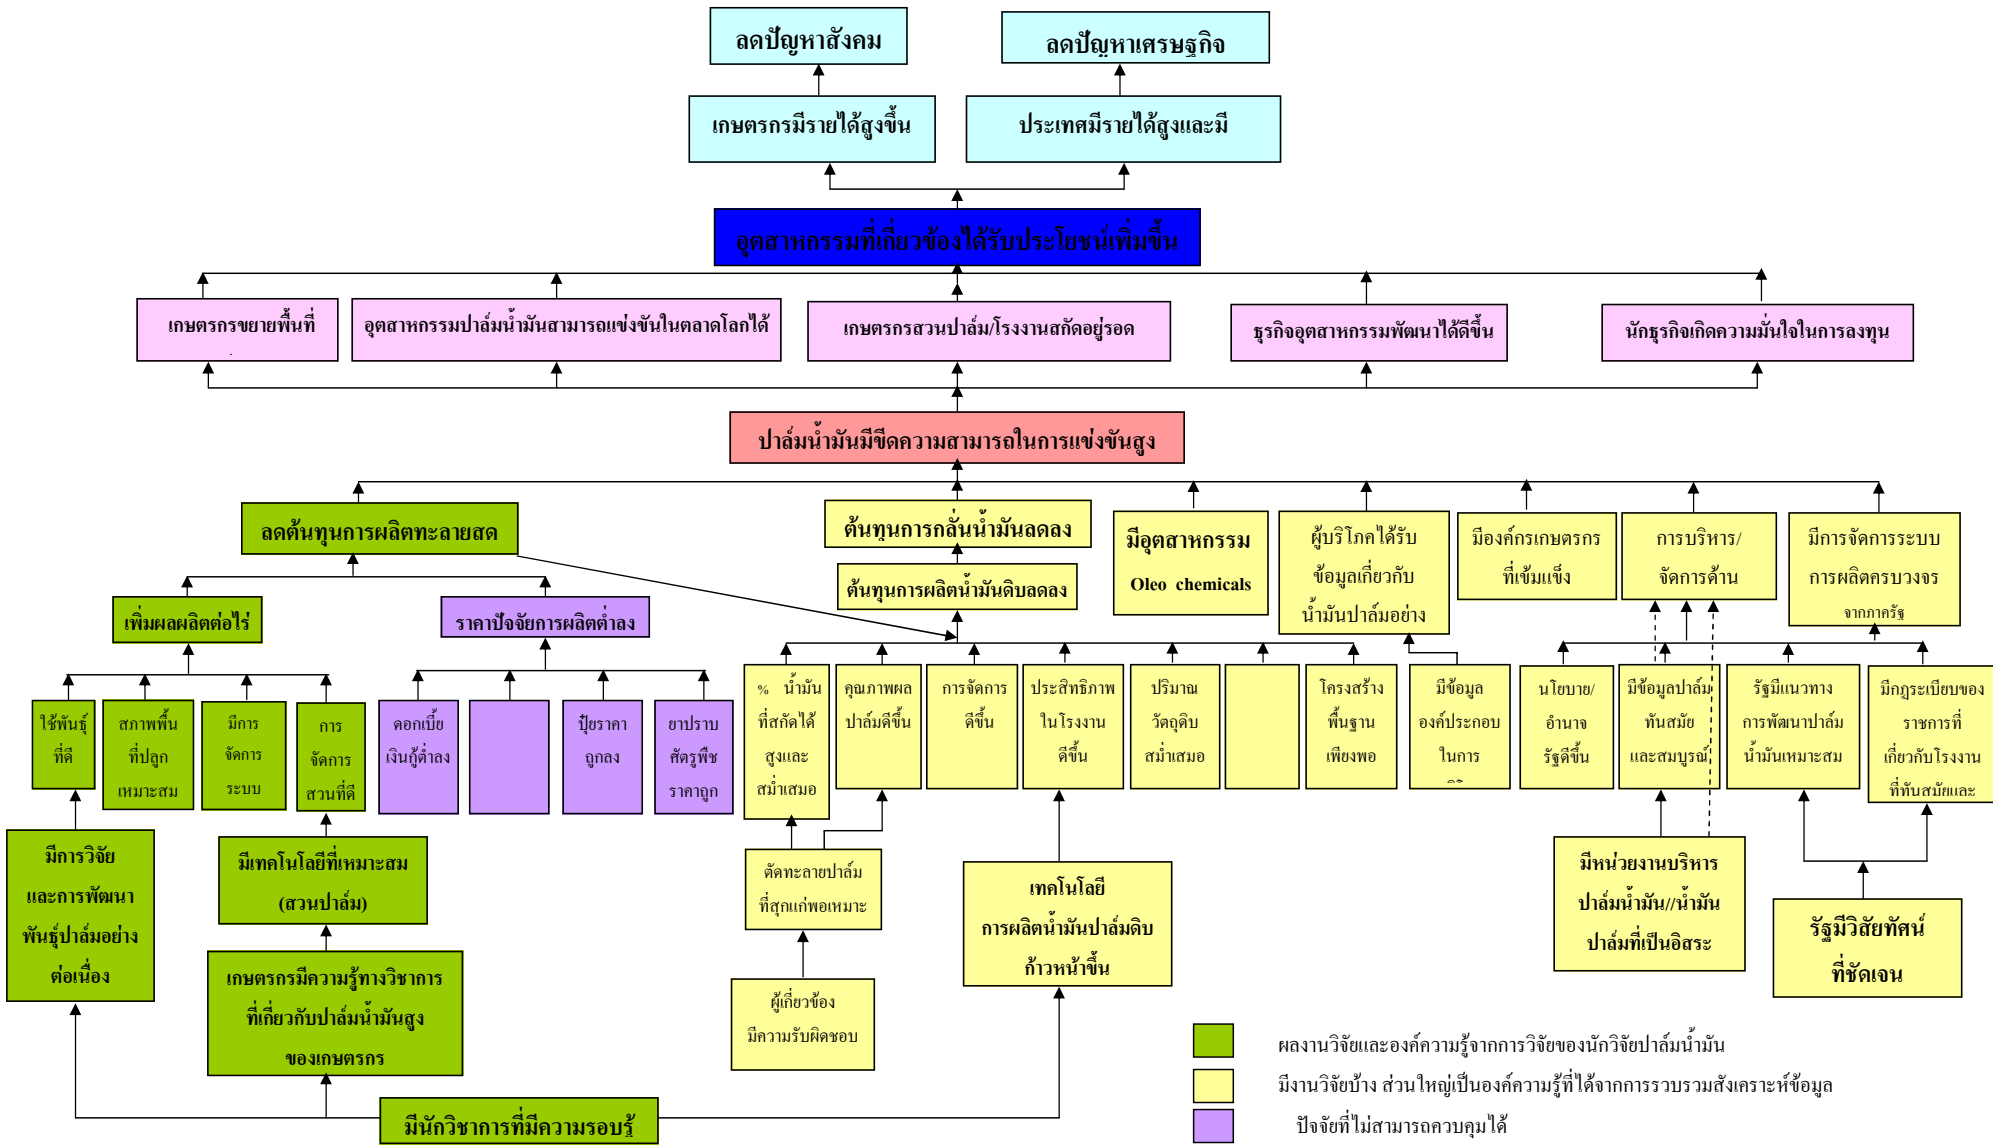 ลดปัญหาสังคม
ลดปัญหาเศรษฐกิจ
เกษตรกรมีรายได้สูงขึ้น
ประเทศมีรายได้สูงและมี
อุตสาหกรรมที่เกี่ยวข้องได้รับประโยชน์เพิ่มขึ้น
เกษตรกรขยายพื้นที่
อุตสาหกรรมปาล์มน้ำมันสามารถแข่งขันในตลาดโลกได้
เกษตรกรสวนปาล์ม/โรงงานสกัดอยู่รอด
ธุรกิจอุตสาหกรรมพัฒนาได้ดีขึ้น
นักธุรกิจเกิดความมั่นใจในการลงทุน
ปาล์มน้ำมันมีขีดความสามารถในการแข่งขันสูง
ลดต้นทุนการผลิตทะลายสด
ต้นทุนการกลั่นน้ำมันลดลง
ต้นทุนการผลิตน้ำมันดิบลดลง
มีอุตสาหกรรม
Oleo chemicals
ผู้บริโภคได้รับ
ข้อมูลเกี่ยวกับ
น้ำมันปาล์มอย่าง
มีองค์กรเกษตรกร
ที่เข้มแข็ง
การบริหาร/
จัดการด้าน
มีการจัดการระบบ
การผลิตครบวงจร
จากภาครัฐ
เพิ่มผลผลิตต่อไร่
ราคาปัจจัยการผลิตต่ำลง
ใช้พันธุ์
ที่ดี
สภาพพื้น
ที่ปลูก
เหมาะสม
มีการ
จัดการ
ระบบ
การ
จัดการ
สวนที่ดี
ดอกเบี้ย
เงินกู้ต่ำลง
ปุ๋ยราคา
ถูกลง
ยาปราบ
ศัตรูพืช
ราคาถูก
% น้ำมัน
ที่สกัดได้
สูงและ
สม่ำเสมอ
คุณภาพผล
ปาล์มดีขึ้น
การจัดการ
ดีขึ้น
ประสิทธิภาพ
ในโรงงาน
ดีขึ้น
ปริมาณ
วัตถุดิบ
สม่ำเสมอ
โครงสร้าง
พื้นฐาน
เพียงพอ
มีข้อมูล
องค์ประกอบ
ในการ
นโยบาย/
อำนาจ
รัฐดีขึ้น
มีข้อมูลปาล์ม
ทันสมัย
และสมบูรณ์
รัฐมีแนวทาง
การพัฒนาปาล์ม
น้ำมันเหมาะสม
มีกฎระเบียบของ
ราชการที่
เกี่ยวกับโรงงาน
ที่ทันสมัยและ
มีการวิจัย
และการพัฒนา
พันธุ์ปาล์มอย่าง
ต่อเนื่อง
มีเทคโนโลยีที่เหมาะสม
(สวนปาล์ม)
เกษตรกรมีความรู้ทางวิชาการ
ที่เกี่ยวกับปาล์มน้ำมันสูง
ของเกษตรกร
ตัดทะลายปาล์ม
ที่สุกแก่พอเหมาะ
ผู้เกี่ยวข้อง
มีความรับผิดชอบ
เทคโนโลยี
การผลิตน้ำมันปาล์มดิบ
ก้าวหน้าขึ้น
มีหน่วยงานบริหาร
ปาล์มน้ำมัน//น้ำมัน
ปาล์มที่เป็นอิสระ
รัฐมีวิสัยทัศน์
ที่ชัดเจน
มีนักวิชาการที่มีความรอบรู้
ผลงานวิจัยและองค์ความรู้จากการวิจัยของนักวิจัยปาล์มน้ำมัน
มีงานวิจัยบ้าง ส่วนใหญ่เป็นองค์ความรู้ที่ได้จากการรวบรวมสังเคราะห์ข้อมูล
ปัจจัยที่ไม่สามารถควบคุมได้